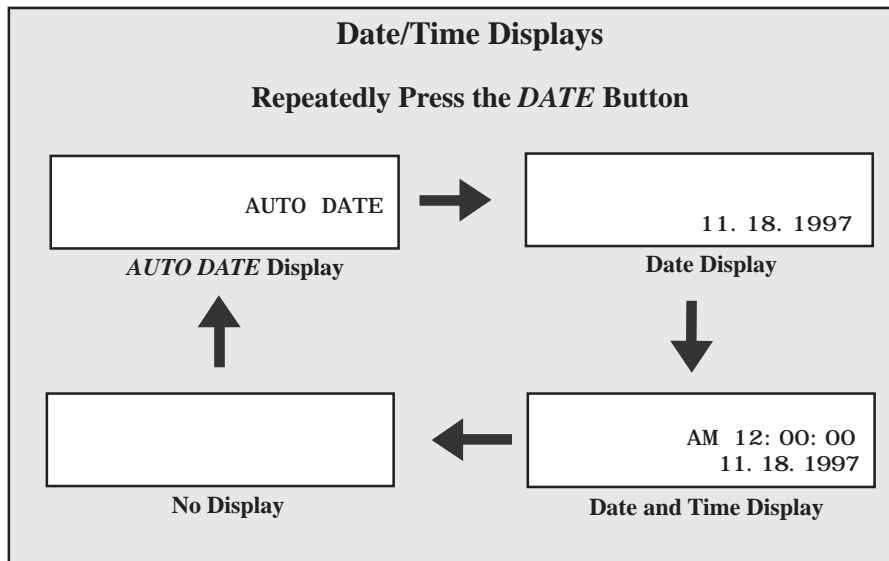 Date/Time Displays
Repeatedly Press the DATE Button
AUTO DATE
AUTO DATE Display
11. 18. 1997
Date Display
AM 12: 00: 00
11. 18. 1997
Date and Time Display
No Display